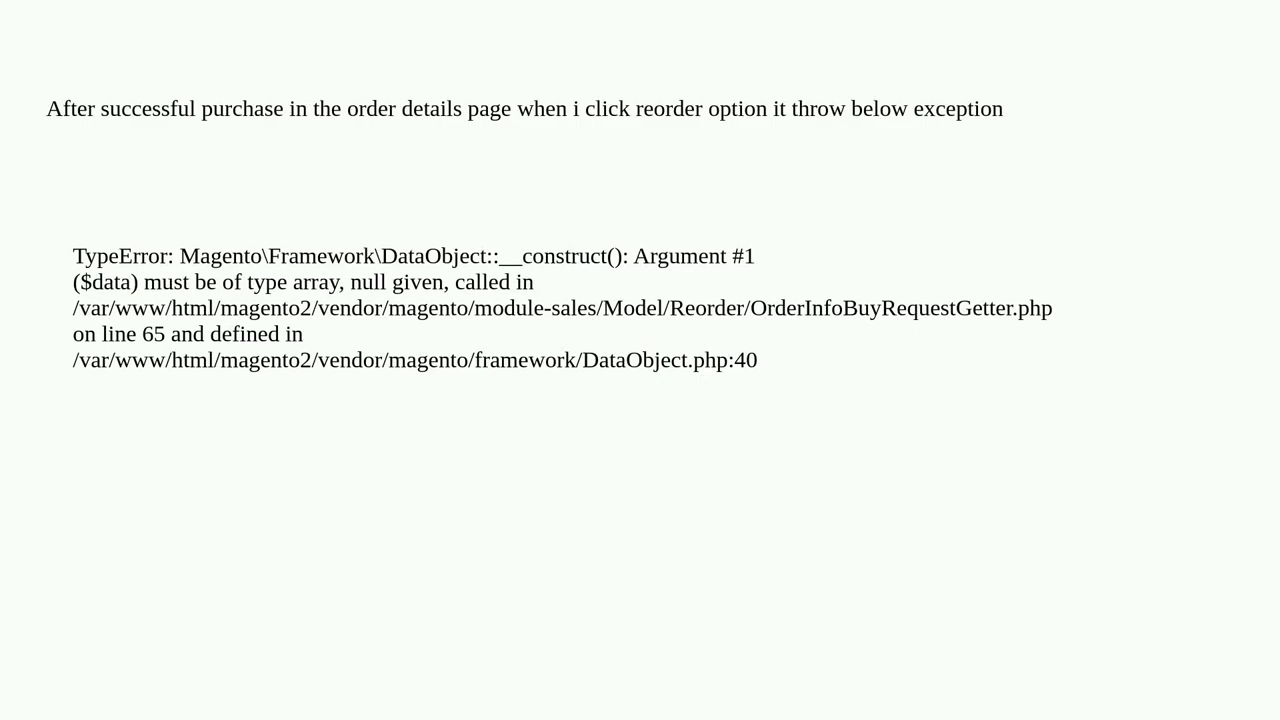 After successful purchase in the order details page when i click reorder option it throw below exception
TypeError: Magento\Framework\DataObject::__construct(): Argument #1
($data) must be of type array, null given, called in
/var/www/html/magento2/vendor/magento/module-sales/Model/Reorder/OrderInfoBuyRequestGetter.php
on line 65 and defined in
/var/www/html/magento2/vendor/magento/framework/DataObject.php:40